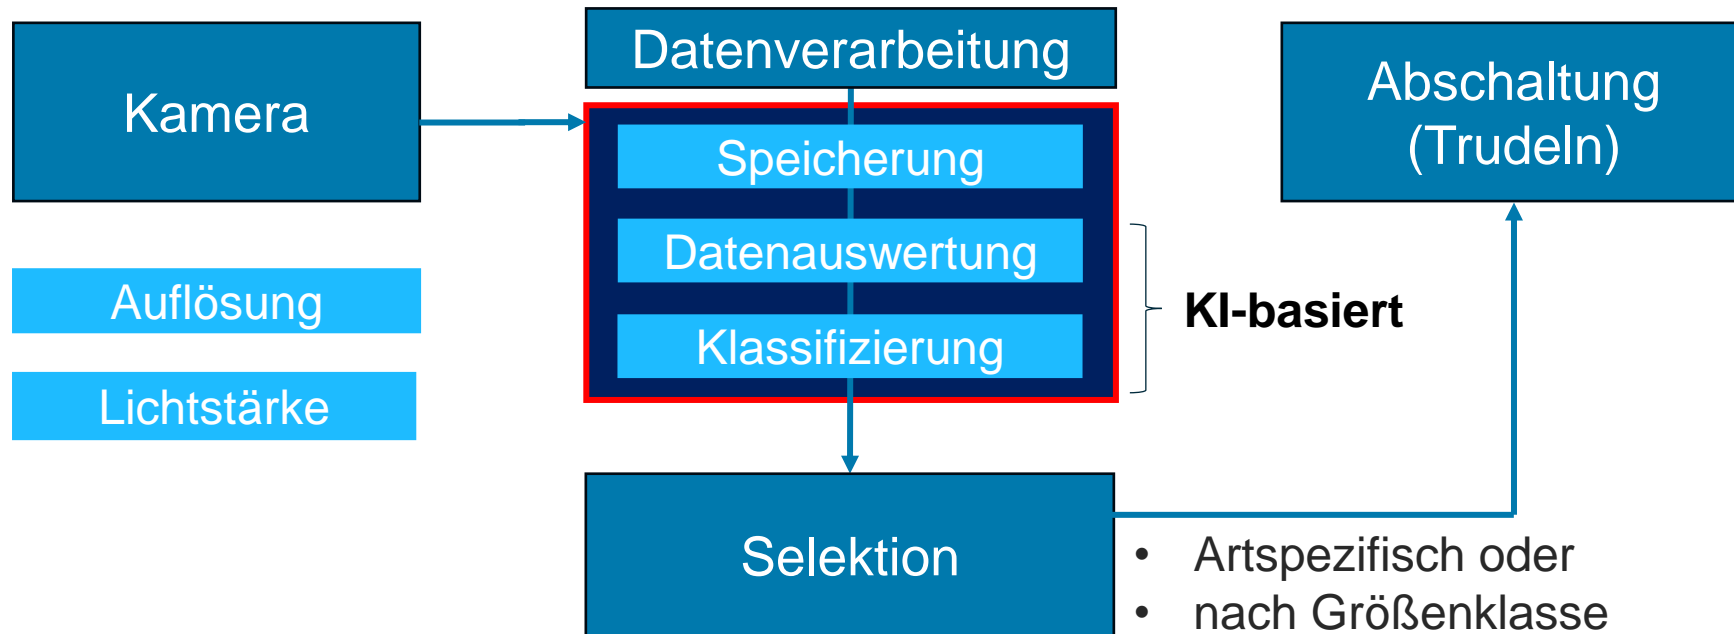 Kamera
Auflösung
Lichtstärke
Datenverarbeitung
Speicherung
Datenauswertung
Klassifizierung
KI-basiert
Selektion
• Artspezifisch oder
• nach Größenklasse
Abschaltung
(Trudeln)